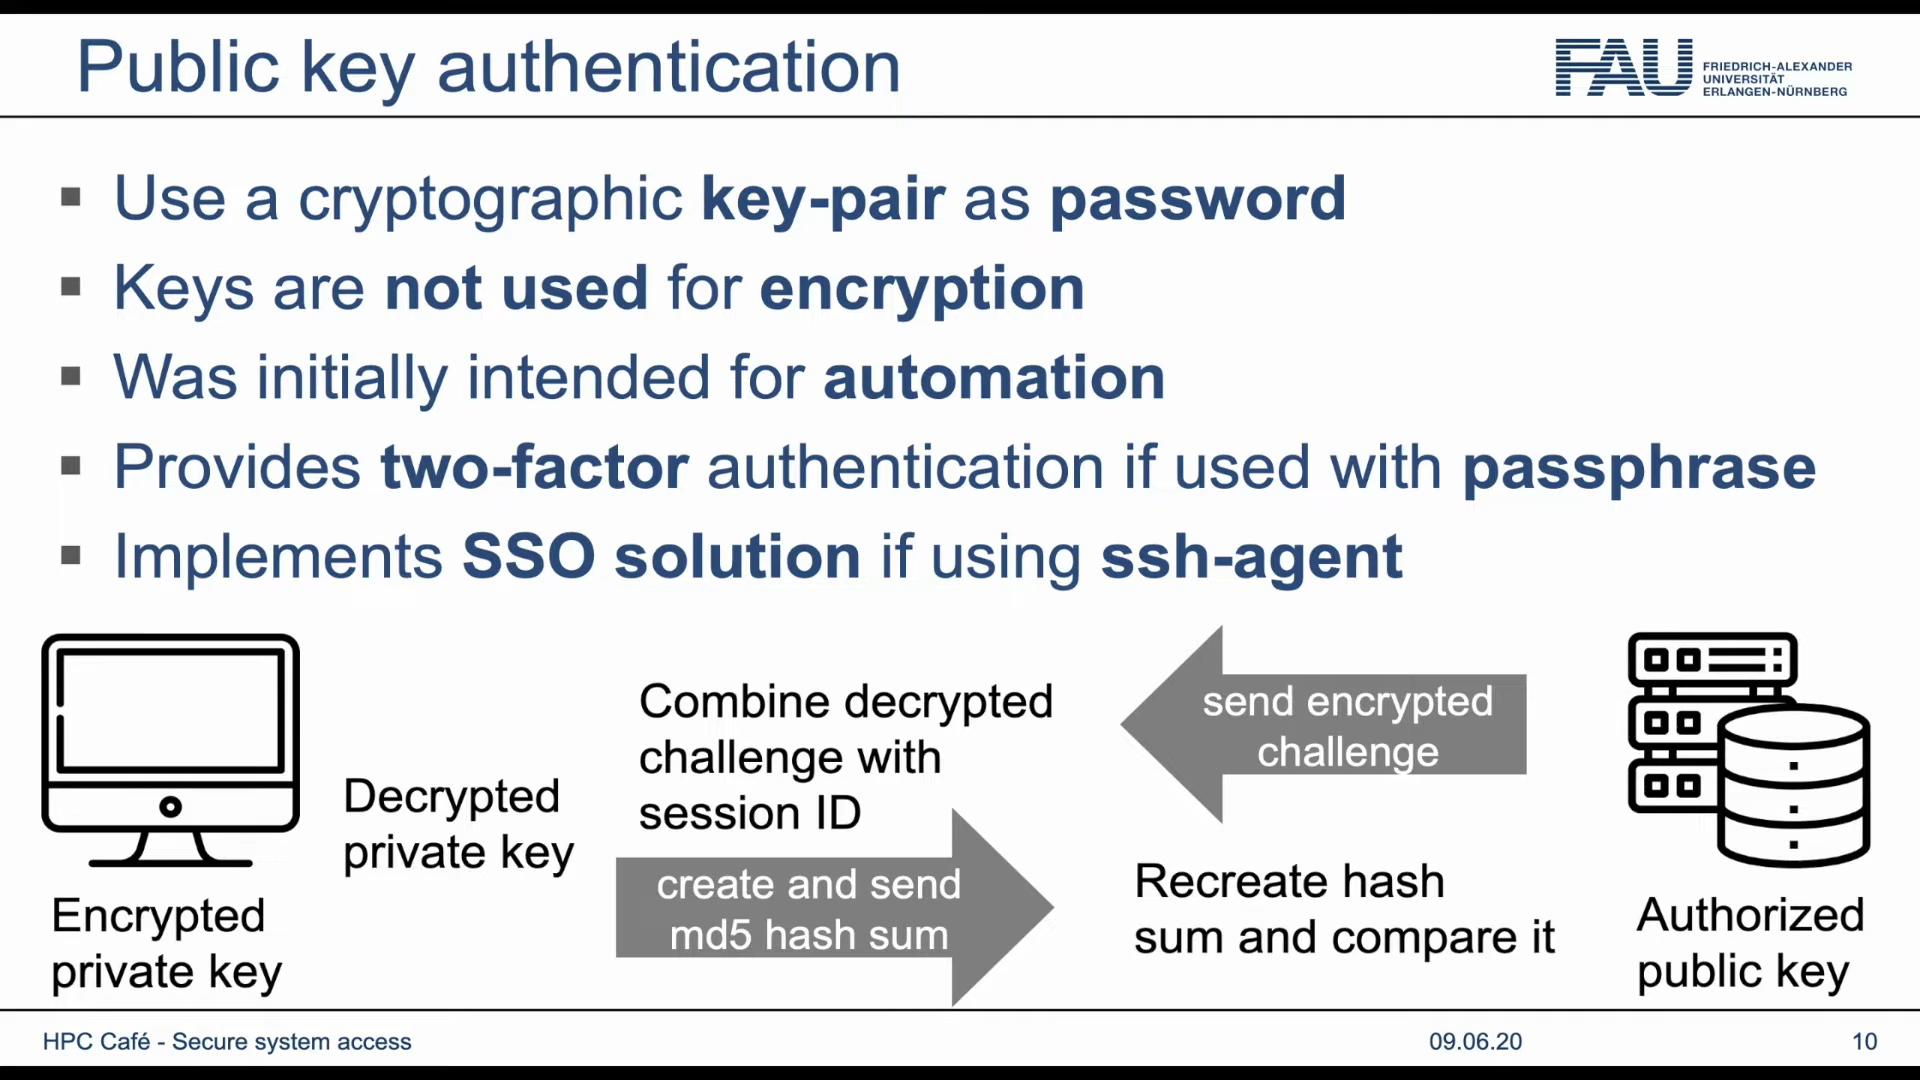 Public key authentication
FAU
FRIEDRICH-ALEXANDER
UNIVERSITÄT
ERLANGEN-NÜRNBERG
Use a cryptographic key-pair as password
Keys are not used for encryption
Was initially intended for automation
Provides two-factor authentication if used with passphrase
Implements SSO solution if using ssh-agent
Encrypted
private key
Decrypted
private key
Combine decrypted
challenge with
session ID
send encrypted
challenge
create and send
md5 hash sum
Recreate hash
sum and compare it
Authorized
public key
HPC Café - Secure system access
09.06.20
10